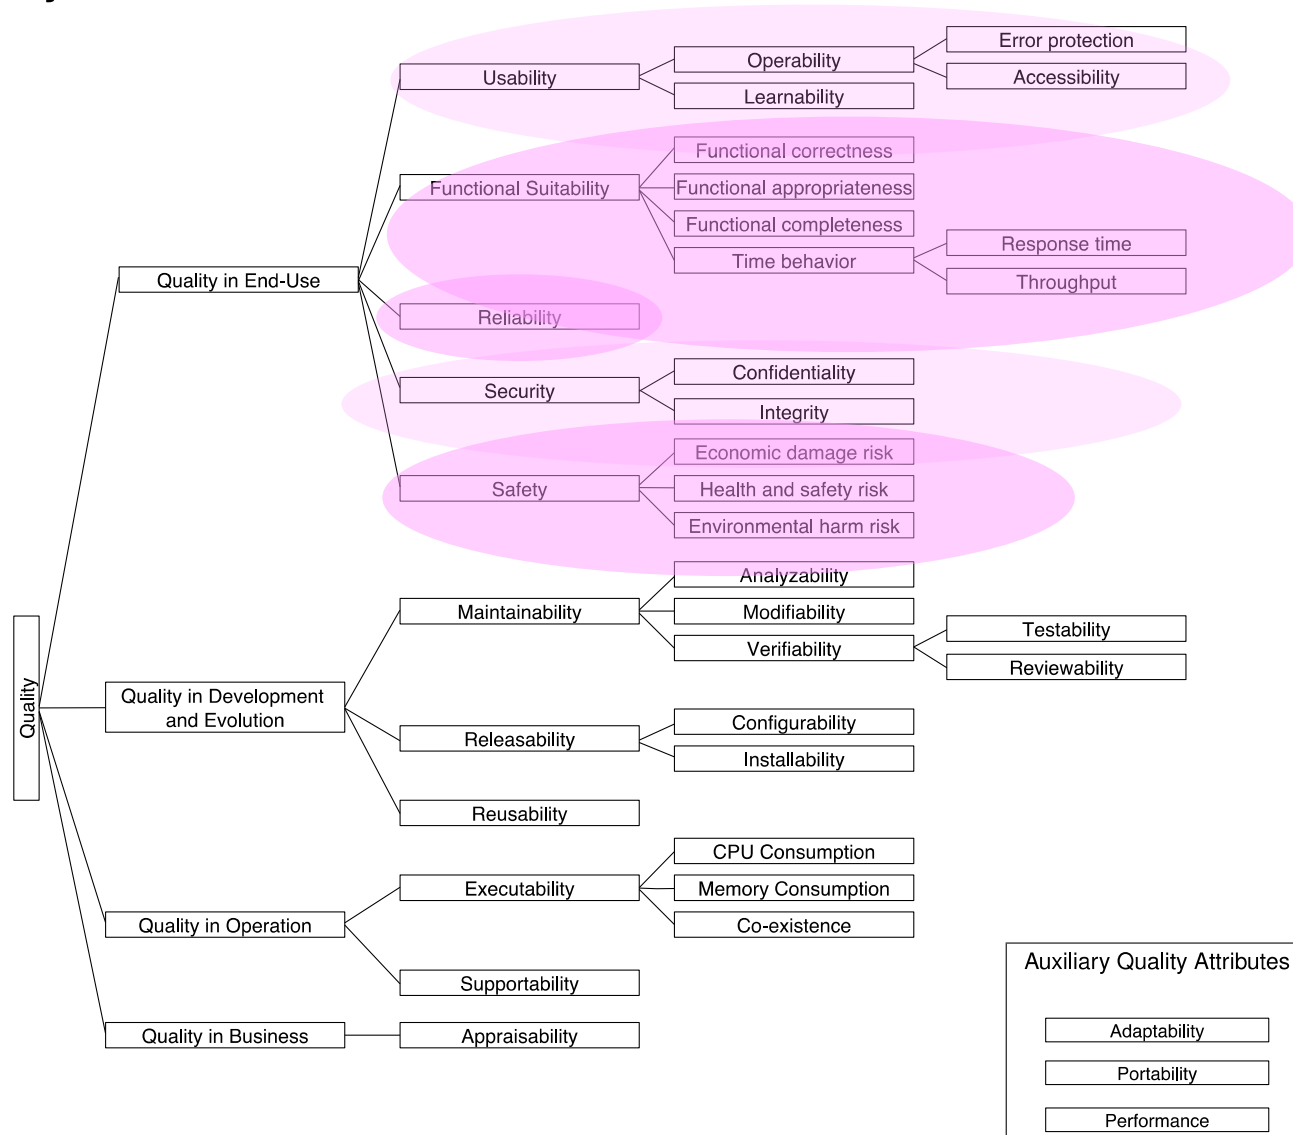 Error protection
Operability
Usability
Accessibility
Learnability
Functional correctness
Functional Suitability
Functional appropriateness
Functional completeness
Response time
Time behavior
Quality in End-Use
Throughput
Reliability
Confidentiality
Security
Integrity
Economic damage risk
Safety
Health and safety risk
Environmental harm risk
Analyzability
Maintainability
Modifiability
Testability
Verifiability
Reviewability
Quality
Quality in Development
and Evolution
Configurability
Releasability
Installability
Reusability
CPU Consumption
Executability
Memory Consumption
Quality in Operation
Co-existence
Supportability
Quality in Business
Appraisability
Auxiliary Quality Attributes
Adaptability
Portability
Performance